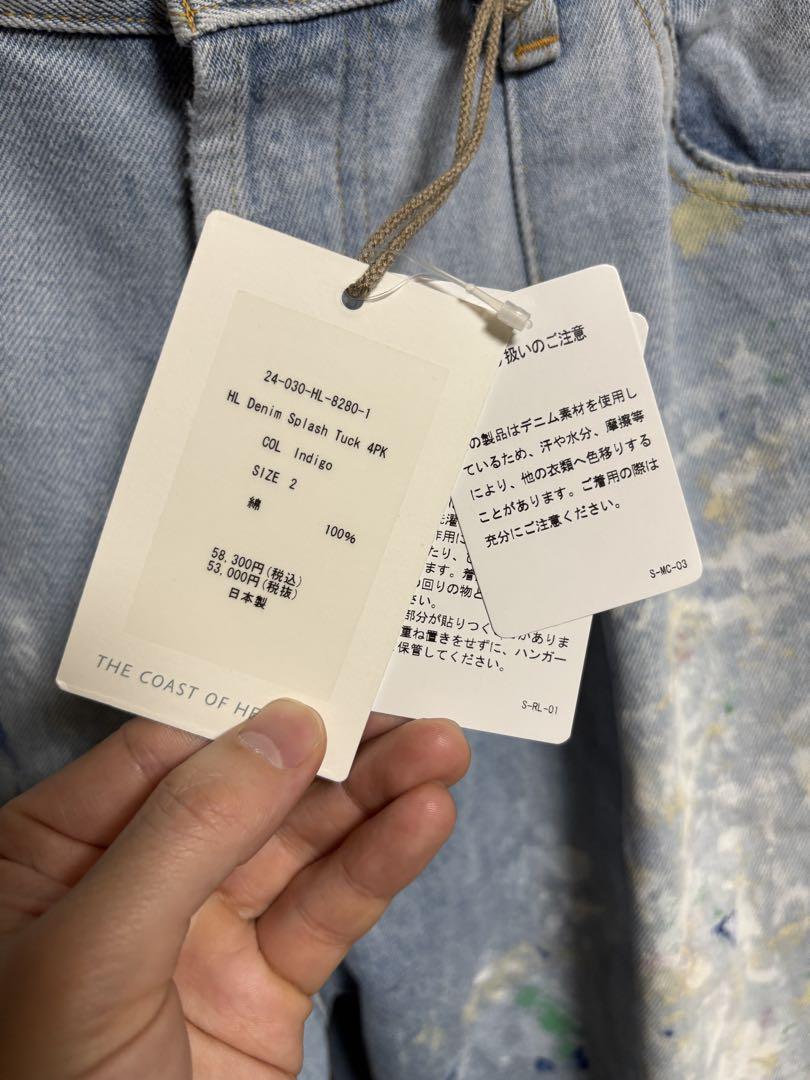 24-030-HL-8280-1
HL Denim Splash Tuck 4PK
COL Indigo
SIZE 2
綿
100%
58,300円(税込)
53,000円(税抜)
日本製
THE COAST OF
扱いのご注意
の製品はデニム素材を使用し
ているため、汗や水分、摩擦等
により、他の衣類へ色移りする
ことがあります。ご着用の際は
充分にご注意ください。
S-MC-03
作用に
たり、
ます。着
回りの物と
さい。
部分が貼りつく
がありま
重ね置きをせずに、ハンガー
保管してください。
S-RL-01